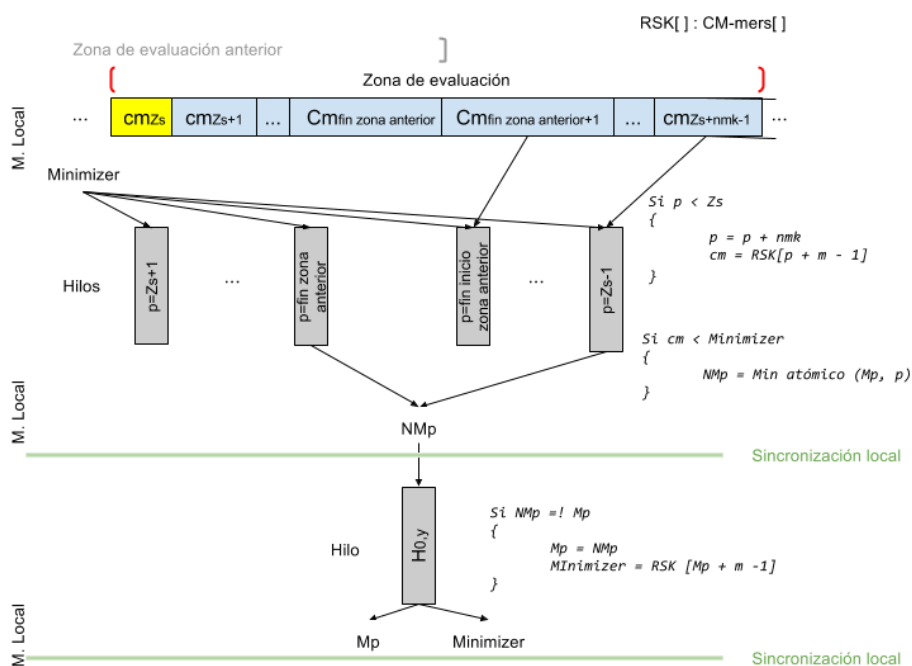 RSK[ ] : CM-mers[ ]
Zona de evaluación anterior
Zona de evaluación
M. Local
...
cmZs
cmZs+1
...
Cmfin zona anterior
Cmfin zona anterior+1
...
cmZs+nmk-1
...
Minimizer
Hilos
p=Zs+1
...
p=fin zona
anterior
p=fin inicio
zona anterior
...
p=Zs-1
Si p < Zs
{
p = p + nmk
cm = RSK[p + m - 1]
}
Si cm < Minimizer
{
NMp = Min atómico (Mp, p)
}
M. Local
NMp
Sincronización local
Hilo
H0,y
Si NMp =! Mp
{
Mp = NMp
MInimizer = RSK [Mp + m -1]
}
M. Local
Mp
Minimizer
Sincronización local